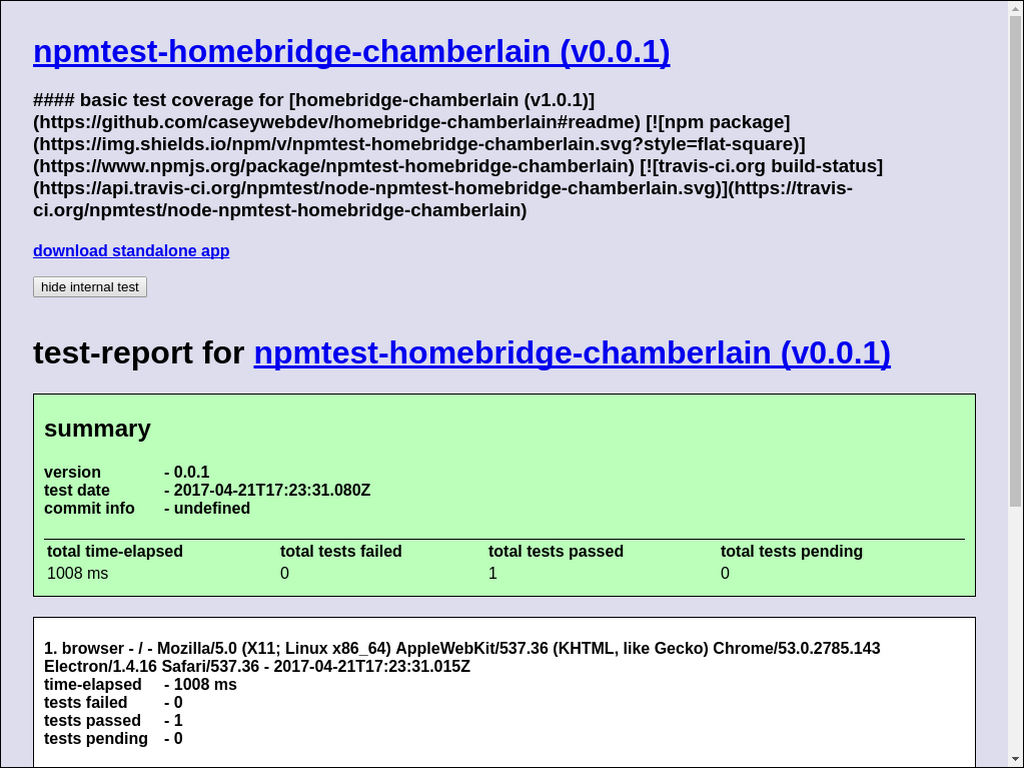 npmtest-homebridge-chamberlain (v0.0.1)
#### basic test coverage for [homebridge-chamberlain (v1.0.1)]
(https://github.com/caseywebdev/homebridge-chamberlain#readme) [![npm package]
(https://img.shields.io/npm/v/npmtest-homebridge-chamberlain.svg?style=flat-square)]
(https://www.npmjs.org/package/npmtest-homebridge-chamberlain) [![travis-ci.org build-status]
(https://api.travis-ci.org/npmtest/node-npmtest-homebridge-chamberlain.svg)](https://travis-
ci.org/npmtest/node-npmtest-homebridge-chamberlain)
download standalone app
hide internal test
test-report for npmtest-homebridge-chamberlain (v0.0.1)
summary
version - 0.0.1
test date - 2017-04-21T17:23:31.080Z
commit info - undefined
total time-elapsed total tests failed total tests passed total tests pending
1008 ms 0 1 0
1. browser - / - Mozilla/5.0 (X11; Linux x86_64) AppleWebKit/537.36 (KHTML, like Gecko) Chrome/53.0.2785.143
Electron/1.4.16 Safari/537.36 - 2017-04-21T17:23:31.015Z
time-elapsed - 1008 ms
tests failed - 0
tests passed - 1
tests pending - 0